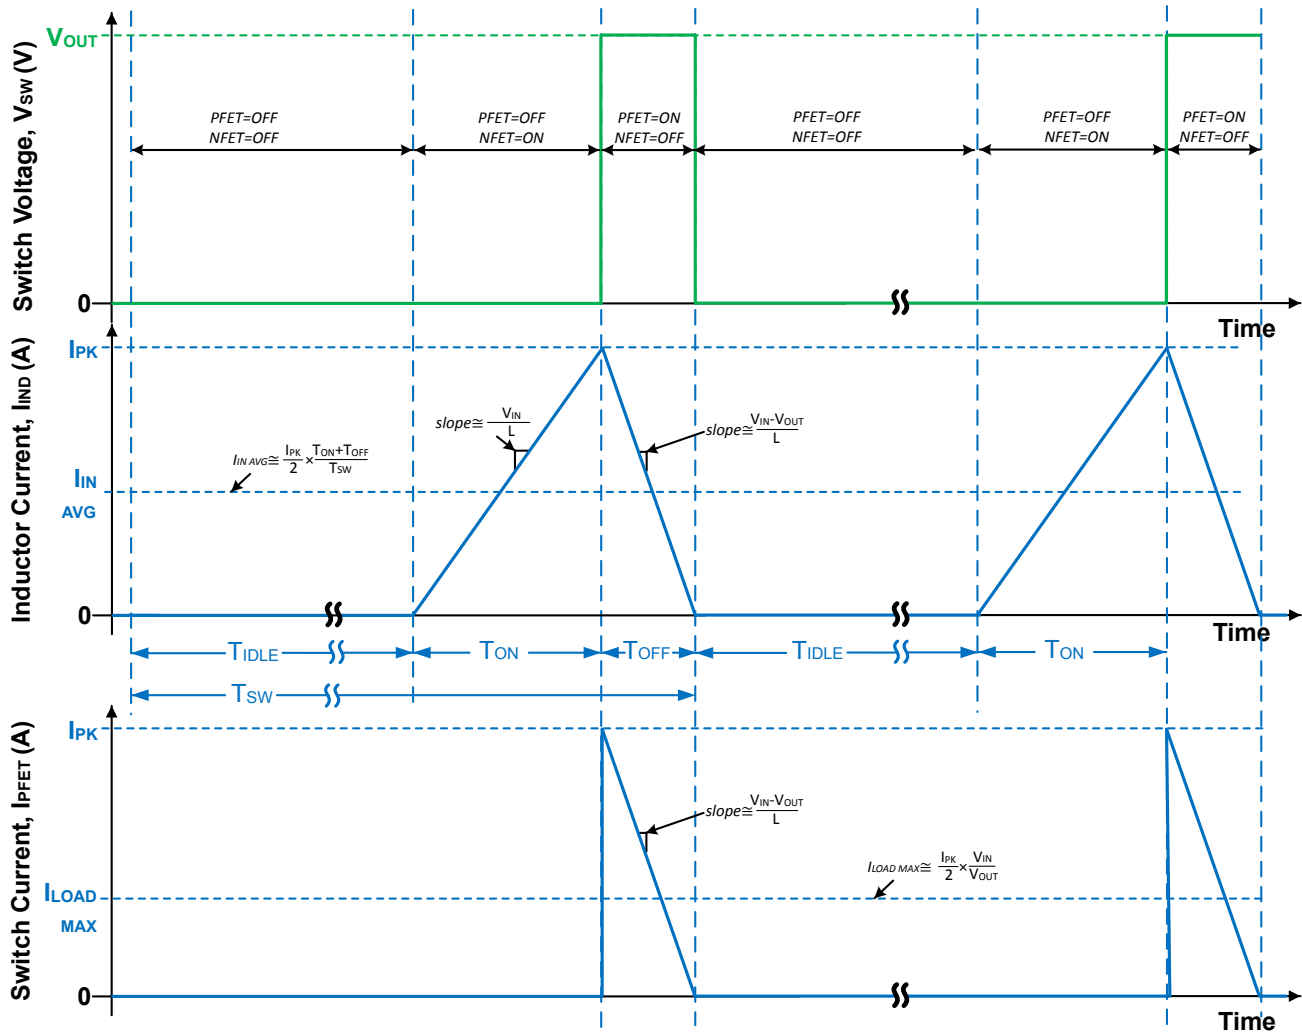 Switch Voltage, VSW (V)
VOUT
PFET=OFF
NFET=OFF
PFET=OFF
NFET=ON
PFET=ON
NFET=OFF
PFET=OFF
NFET=OFF
PFET=OFF
NFET=ON
PFET=ON
NFET=OFF
0
Time
Inductor Current, IIND (A)
IPK
slope≅ VIN
L
slope≅ VIN-VOUT
L
IIN AVG≅ IPK × TON+TOFF
2 TSW
IIN
AVG
0
Time
TIDLE
TON
TOFF
TIDLE
TON
TSW
Switch Current, IPFET (A)
IPK
slope≅ VIN-VOUT
L
ILOAD MAX≅ IPK × VIN
2 VOUT
ILOAD
MAX
0
Time